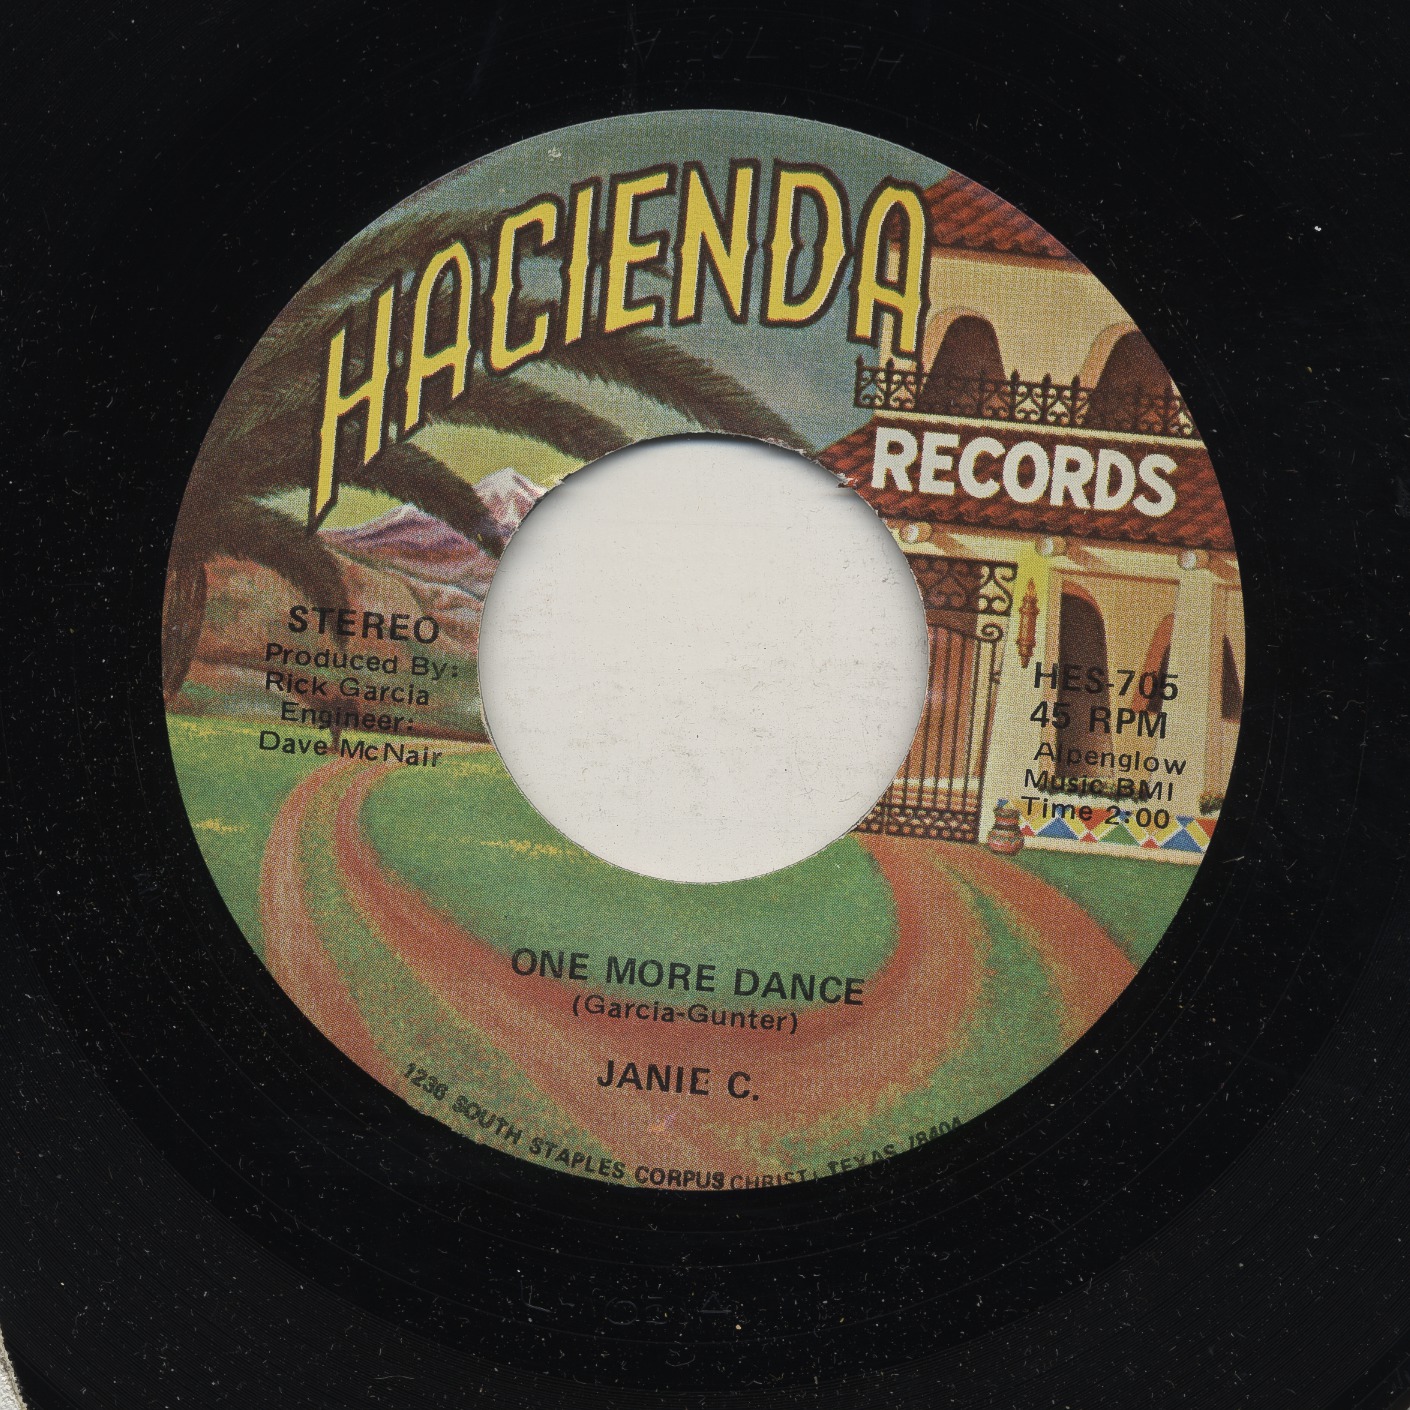 HACIENDA
RECORDS
STEREO
Produced By:
Rick Garcia
Engineer:
Dave McNair
HES-705
45 RPM
Alpenglow
Music BMI
Time 2:00
ONE MORE DANCE
(Garcia-Gunter)
JANIE C.
1236 SOUTH STAPLES CORPUS CHRISTI, TEXAS 78404